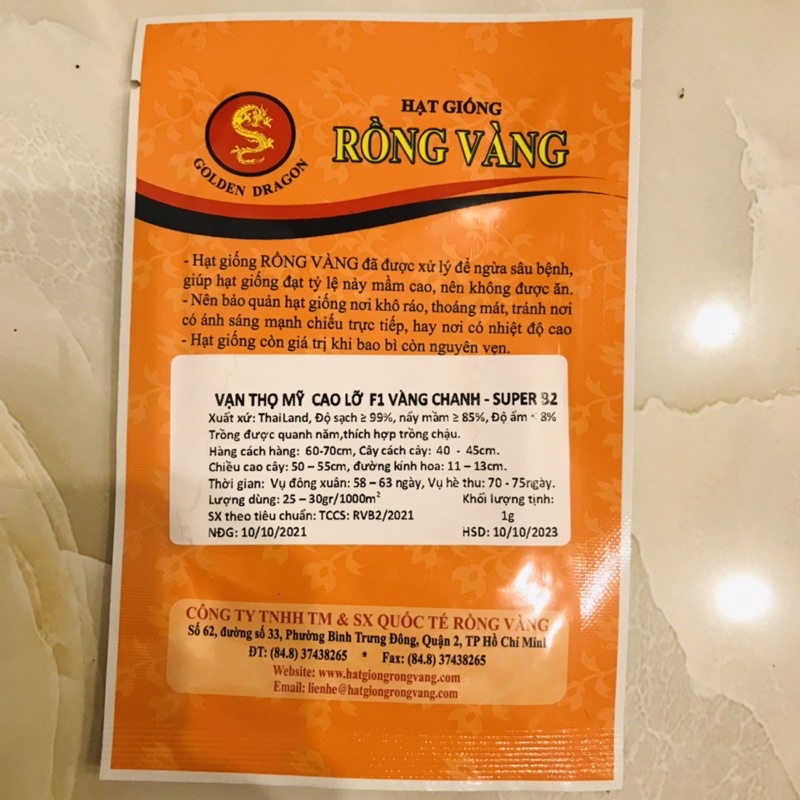 HẠT GIỐNG
RỒNG VÀNG
GOLDEN DRAGON
- Hạt giống RỒNG VÀNG đã được xử lý để ngừa sâu bệnh,
giúp hạt giống đạt tỷ lệ nảy mầm cao, nên không được ăn.
- Nên bảo quản hạt giống nơi khô ráo, thoáng mát, tránh nơi
có ánh sáng mạnh chiếu trực tiếp, hay nơi có nhiệt độ cao
- Hạt giống còn giá trị khi bao bì còn nguyên vẹn.
VẠN THỌ MỸ CAO LỠ F1 VÀNG CHANH - SUPER B2
Xuất xứ: ThaiLand, Độ sạch ≥ 99%, nẩy mầm ≥ 85%, Độ ẩm < 8%
Trồng được quanh năm,thích hợp trồng chậu.
Hàng cách hàng: 60-70cm, Cây cách cây: 40 - 45cm.
Chiều cao cây: 50 – 55cm, đường kính hoa: 11 – 13cm.
Thời gian: Vụ đông xuân: 58 – 63 ngày, Vụ hè thu: 70 - 75ngày.
Lượng dùng: 25 – 30gr/1000m² Khối lượng tịnh:
SX theo tiêu chuẩn: TCCS: RVB2/2021 1g
NĐG: 10/10/2021 HSD: 10/10/2023
CÔNG TY TNHH TM & SX QUỐC TẾ RỒNG VÀNG
Số 62, đường số 33, Phường Bình Trưng Đông, Quận 2, TP Hồ Chí Minh
ĐT: (84.8) 37438265 * Fax: (84.8) 37438265
Website: www.hatgiongrongvang.com
Email: lienhe@hatgiongrongvang.com